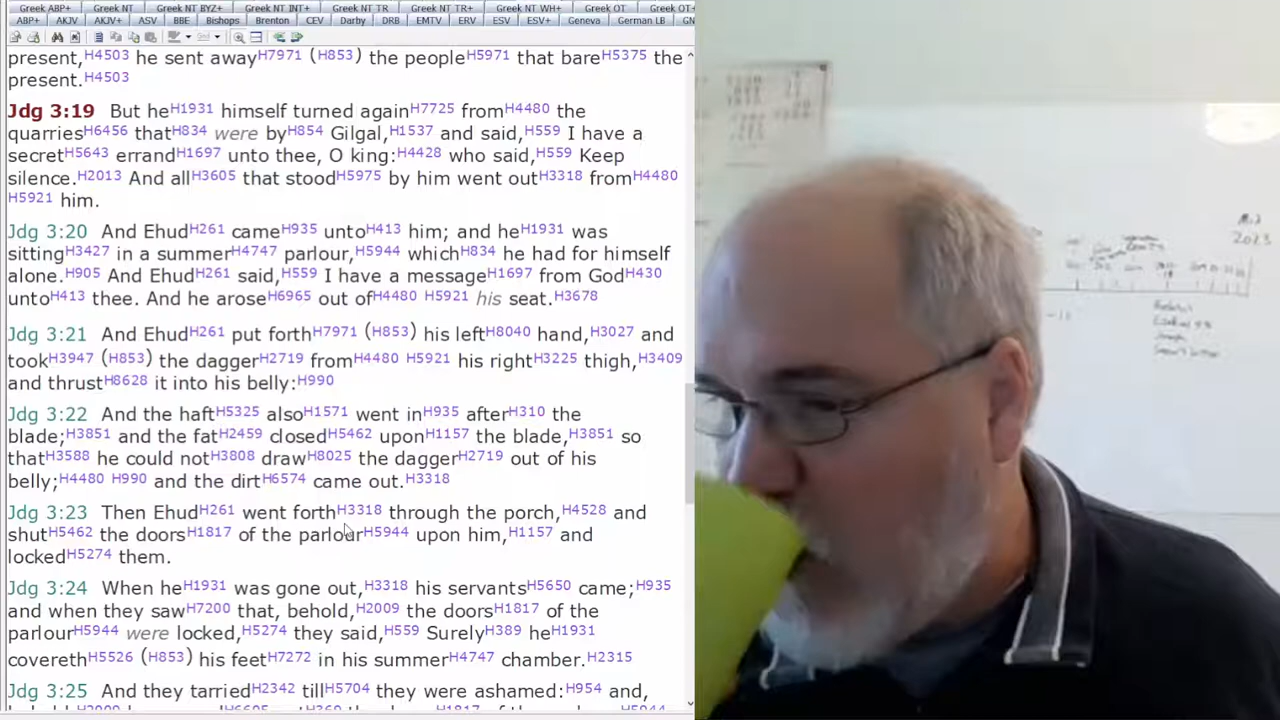 Greek ABP+ Greek NT Greek NT BYZ+ Greek NT INT+ Greek NT TR Greek NT TR+ Greek NT WH+ Greek OT Greek OT+
ABP+ AKJV AKJV+ ASV BBE Bishops Brenton CEV Darby DRB EMTV ERV ESV ESV+ Geneva German LB GN
present,H4503 he sent awayH7971 (H853) the peopleH5971 that bareH5375 the
present.H4503
Jdg 3:19 But heH1931 himself turned againH7725 fromH4480 the
quarriesH6456 thatH834 were byH854 Gilgal,H1537 and said,H559 I have a
secretH5643 errandH1697 unto thee, O king:H4428 who said,H559 Keep
silence.H2013 And allH3605 that stoodH5975 by him went outH3318 fromH4480
H5921 him.
Jdg 3:20 And EhudH261 cameH935 untoH413 him; and heH1931 was
sittingH3427 in a summerH4747 parlour,H5944 whichH834 he had for himself
alone.H905 And EhudH261 said,H559 I have a messageH1697 from GodH430
untoH413 thee. And he aroseH6965 out ofH4480 H5921 his seat.H3678
Jdg 3:21 And EhudH261 put forthH7971 (H853) his leftH8040 hand,H3027 and
tookH3947 (H853) the daggerH2719 fromH4480 H5921 his rightH3225 thigh,H3409
and thrustH8628 it into his belly:H990
Jdg 3:22 And the haftH5325 alsoH1571 went inH935 afterH310 the
blade;H3851 and the fatH2459 closedH5462 uponH1157 the blade,H3851 so
thatH3588 he could notH3808 drawH8025 the daggerH2719 out of his
belly;H4480 H990 and the dirtH6574 came out.H3318
Jdg 3:23 Then EhudH261 went forthH3318 through the porch,H4528 and
shutH5462 the doorsH1817 of the parlourH5944 upon him,H1157 and
lockedH5274 them.
Jdg 3:24 When heH1931 was gone out,H3318 his servantsH5650 came;H935
and when they sawH7200 that, behold,H2009 the doorsH1817 of the
parlourH5944 were locked,H5274 they said,H559 SurelyH389 heH1931
coverethH5526 (H853) his feetH7272 in his summerH4747 chamber.H2315
Jdg 3:25 And they tarriedH2342 tillH5704 they were ashamed:H954 and,
2023